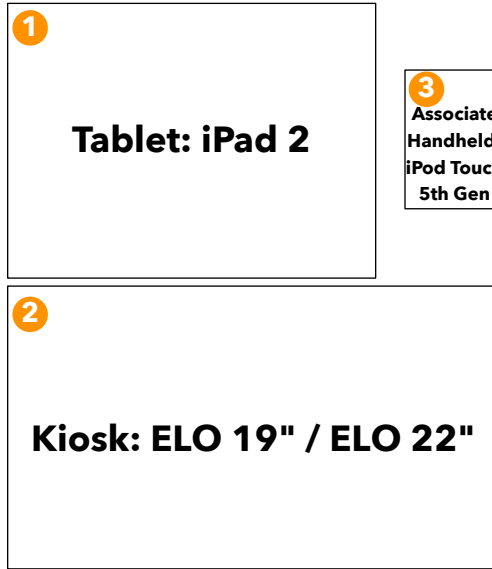 1
Tablet: iPad 2
3
Associate
Handheld
iPod Touc
5th Gen
2
Kiosk: ELO 19" / ELO 22"